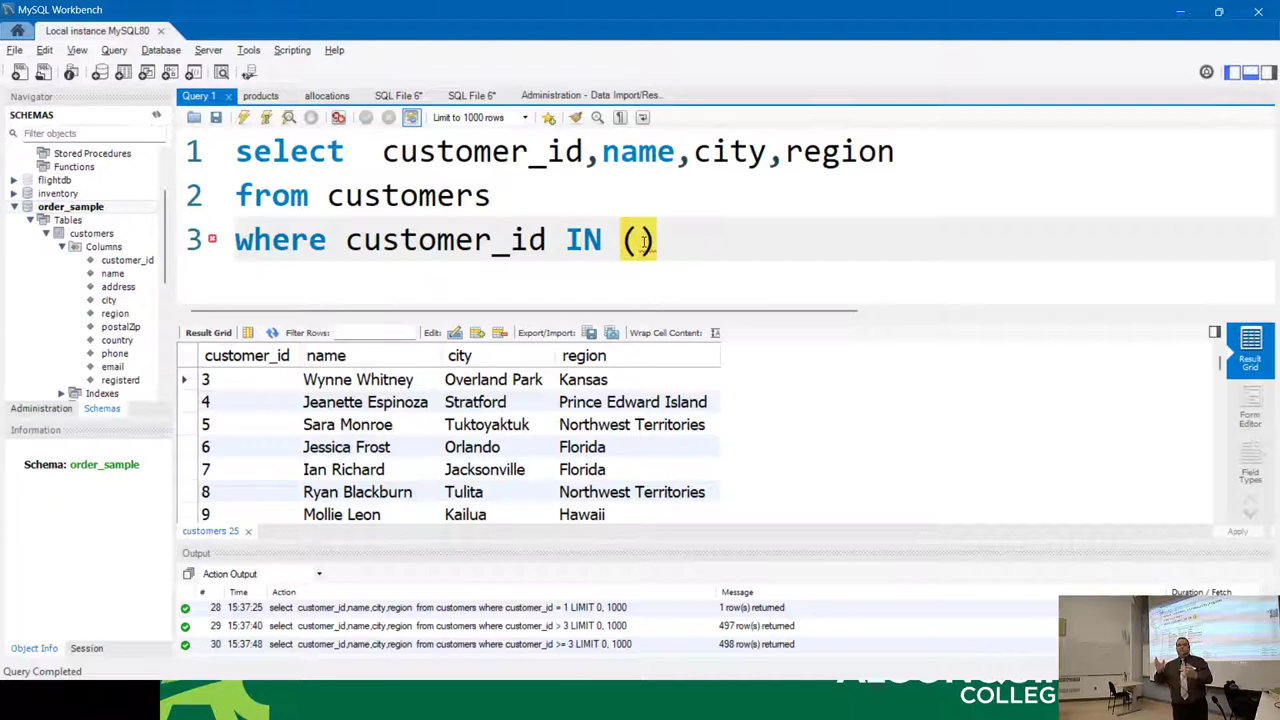 MySQL Workbench
Local instance MySQL80
File Edit View Query Database Server Tools Scripting Help
Navigator
SCHEMAS
Filter objects
Stored Procedures
Functions
flightdb
inventory
order_sample
Tables
customers
Columns
customer_id
name
address
city
region
postalZip
country
phone
email
registerd
Indexes
Administration Schemas
Information
Schema: order_sample
Object Info Session
Query Completed
Query 1 products allocations SQL File 6* SQL File 6* Administration - Data Import/Res...
Limit to 1000 rows
1 select customer_id,name,city,region
2 from customers
3 where customer_id IN ()
Result Grid Filter Rows: Edit: Export/Import: Wrap Cell Content:
customer_id name city region
3 Wynne Whitney Overland Park Kansas
4 Jeanette Espinoza Stratford Prince Edward Island
5 Sara Monroe Tuktoyaktuk Northwest Territories
6 Jessica Frost Orlando Florida
7 Ian Richard Jacksonville Florida
8 Ryan Blackburn Tulita Northwest Territories
9 Mollie Leon Kailua Hawaii
Result
Grid
Form
Editor
Field
Types
customers 25
Apply
Output
Action Output
# Time Action Message Duration / Fetch
28 15:37:25 select customer_id,name,city,region from customers where customer_id = 1 LIMIT 0, 1000 1 row(s) returned
29 15:37:40 select customer_id,name,city,region from customers where customer_id > 3 LIMIT 0, 1000 497 row(s) returned
30 15:37:48 select customer_id,name,city,region from customers where customer_id >= 3 LIMIT 0, 1000 498 row(s) returned
COLLEG